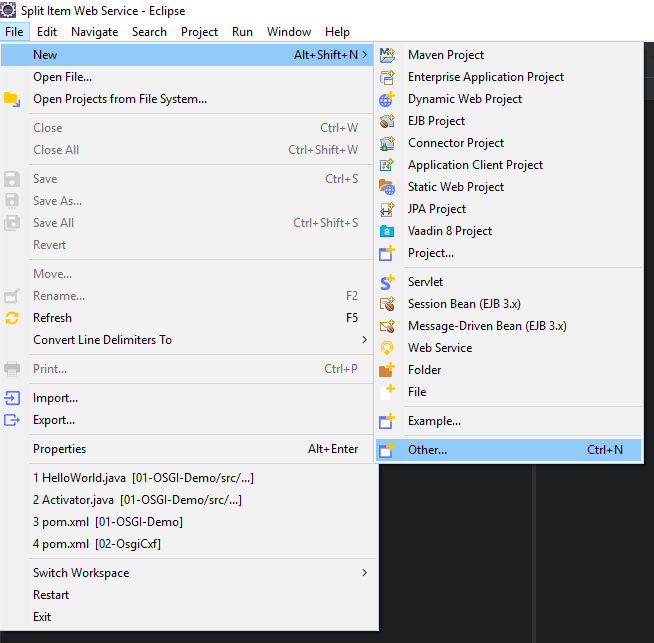 Split Item Web Service - Eclipse
File Edit Navigate Search Project Run Window Help
New Alt+Shift+N
Open File...
Open Projects from File System...
Close Ctrl+W
Close All Ctrl+Shift+W
Save Ctrl+S
Save As...
Save All Ctrl+Shift+S
Revert
Move...
Rename... F2
Refresh F5
Convert Line Delimiters To
Print... Ctrl+P
Import...
Export...
Properties Alt+Enter
1 HelloWorld.java [01-OSGI-Demo/src/...]
2 Activator.java [01-OSGI-Demo/src/...]
3 pom.xml [01-OSGI-Demo]
4 pom.xml [02-OsgiCxf]
Switch Workspace
Restart
Exit
Maven Project
Enterprise Application Project
Dynamic Web Project
EJB Project
Connector Project
Application Client Project
Static Web Project
JPA Project
Vaadin 8 Project
Project...
Servlet
Session Bean (EJB 3.x)
Message-Driven Bean (EJB 3.x)
Web Service
Folder
File
Example...
Other... Ctrl+N